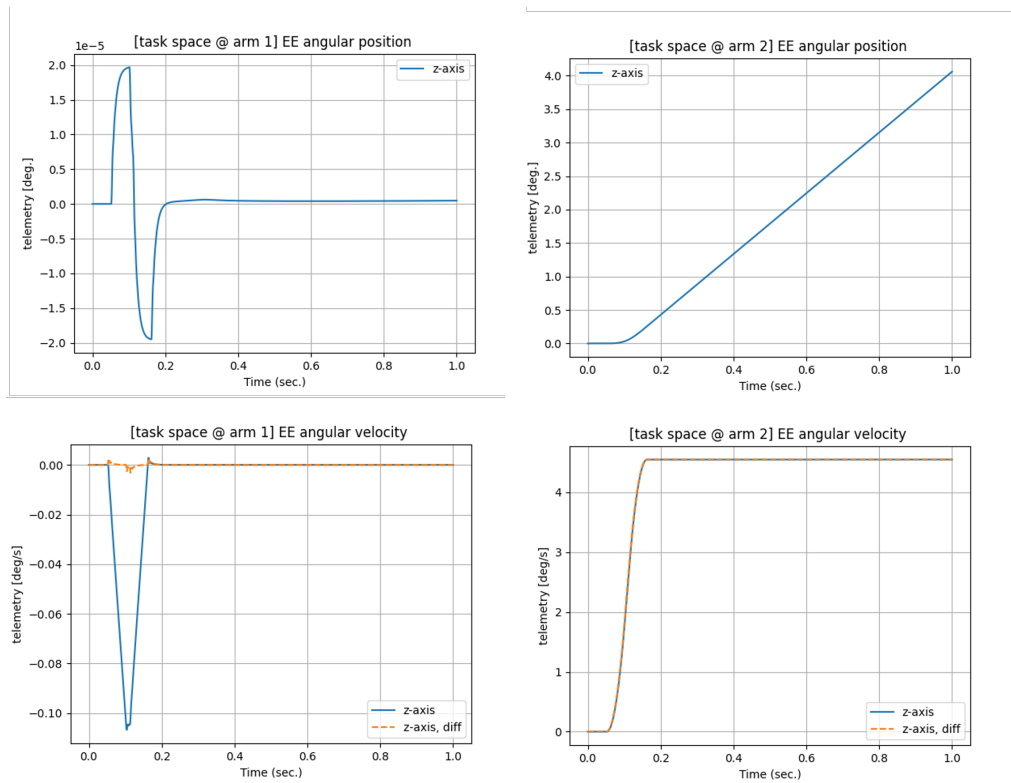 [task space @ arm 1] EE angular position
1e−5
2.0
1.5
1.0
0.5
0.0
−0.5
−1.0
−1.5
−2.0
telemetry [deg.]
z-axis
0.0 0.2 0.4 0.6 0.8 1.0
Time (sec.)
[task space @ arm 2] EE angular position
4.0
3.5
3.0
2.5
2.0
1.5
1.0
0.5
0.0
telemetry [deg.]
z-axis
0.0 0.2 0.4 0.6 0.8 1.0
Time (sec.)
[task space @ arm 1] EE angular velocity
0.00
−0.02
−0.04
−0.06
−0.08
−0.10
telemetry [deg/s]
z-axis
z-axis, diff
0.0 0.2 0.4 0.6 0.8 1.0
Time (sec.)
[task space @ arm 2] EE angular velocity
4
3
2
1
0
telemetry [deg/s]
z-axis
z-axis, diff
0.0 0.2 0.4 0.6 0.8 1.0
Time (sec.)